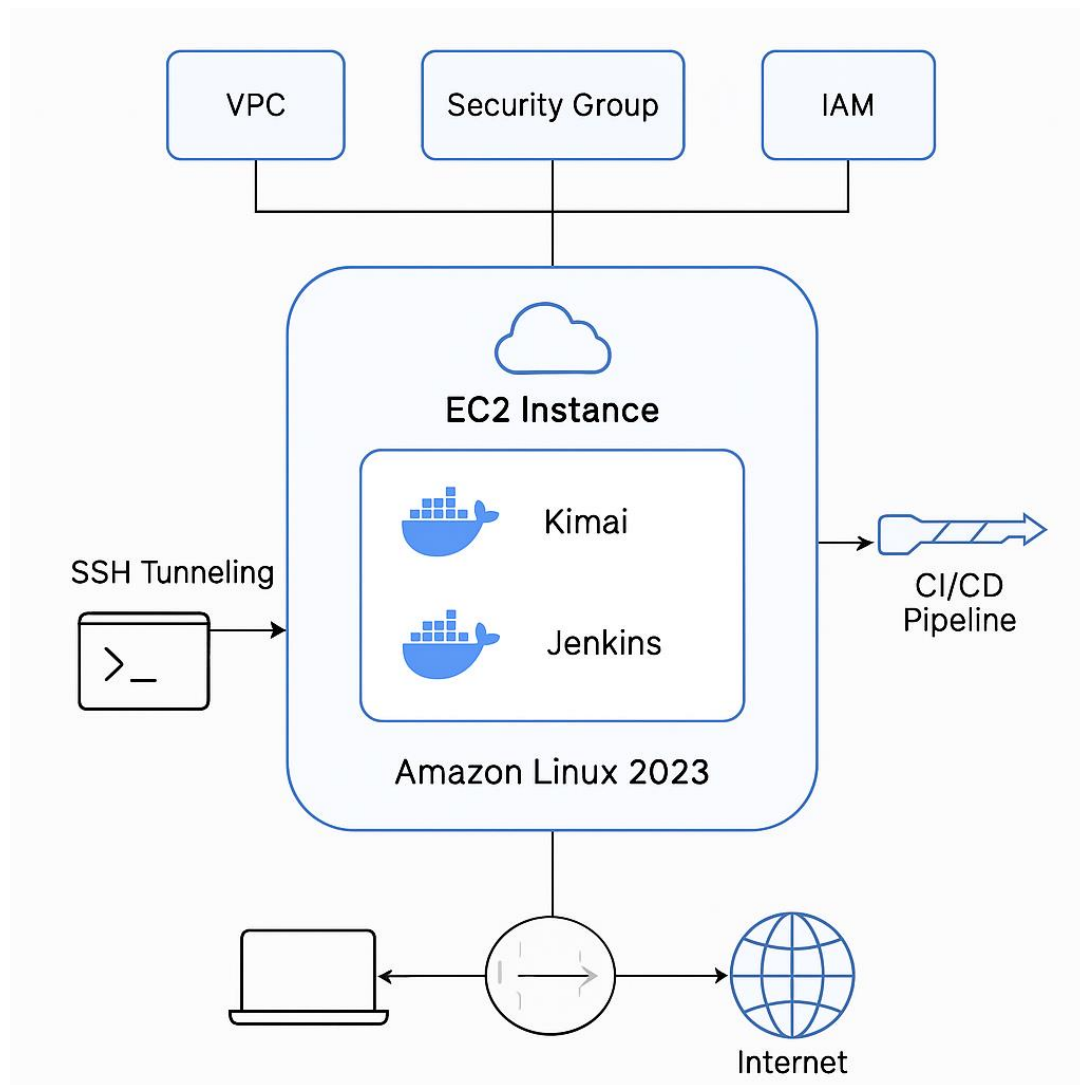 VPC
Security Group
IAM
EC2 Instance
Kimai
SSH Tunneling
>_
Jenkins
CI/CD
Pipeline
Amazon Linux 2023
Internet